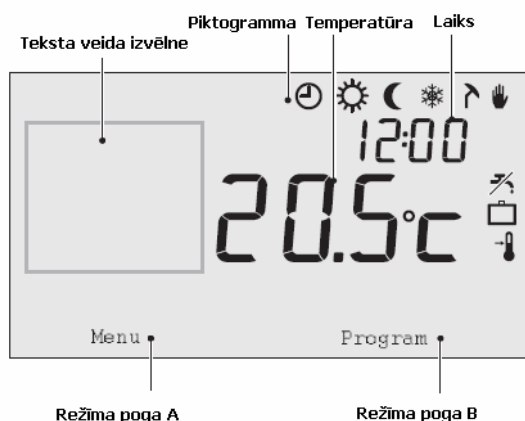 Piktogramma Temperatūra Laiks
Teksta veida izvēlne
12:00
20.5°c
Menu Program
Režīma poga A Režīma poga B